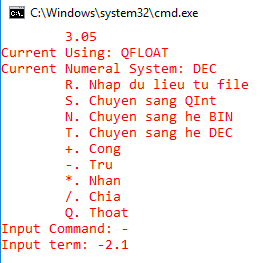 C:\Windows\system32\cmd.exe
3.05
Current Using: QFLOAT
Current Numeral System: DEC
R. Nhap du lieu tu file
S. Chuyen sang QInt
N. Chuyen sang he BIN
T. Chuyen sang he DEC
+. Cong
-. Tru
*. Nhan
/. Chia
Q. Thoat
Input Command: -
Input term: -2.1